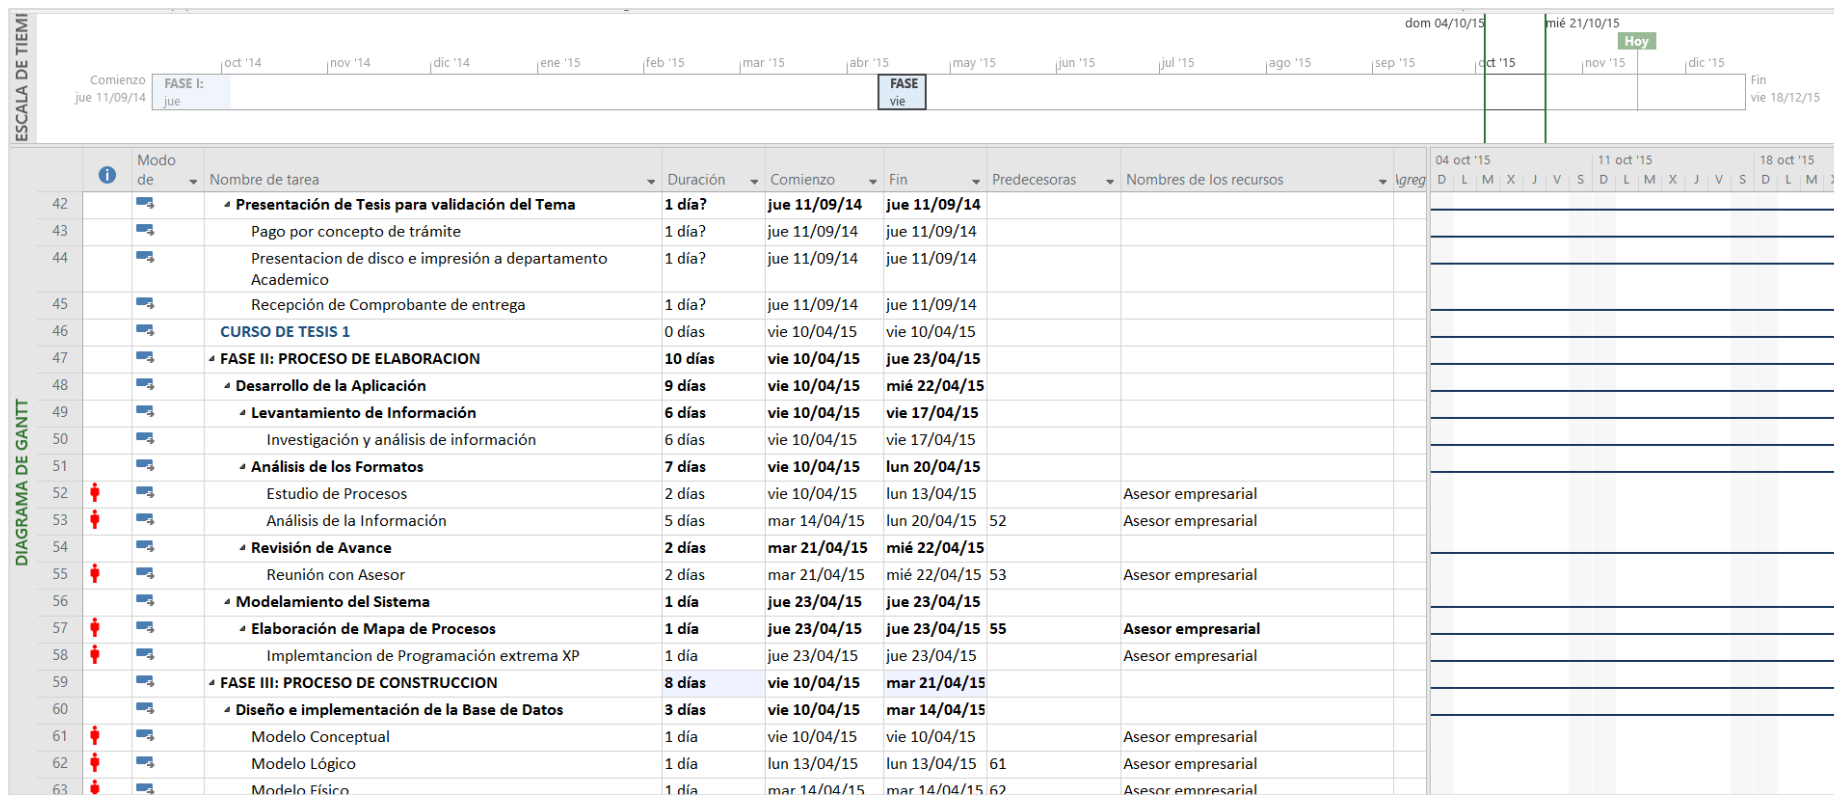 ESCALA DE TIEMP
dom 04/10/15 mié 21/10/15
Hoy
oct '14 nov '14 dic '14 ene '15 feb '15 mar '15 abr '15 may '15 jun '15 jul '15 ago '15 sep '15 oct '15 nov '15 dic '15
Comienzo
jue 11/09/14
FASE I:
jue
FASE
vie
Fin
vie 18/12/15
DIAGRAMA DE GANTT
Modo de Nombre de tarea Duración Comienzo Fin Predecesoras Nombres de los recursos Agreg
04 oct '15 11 oct '15 18 oct '15
D L M X J V S D L M X J V S D L M X
42 Presentación de Tesis para validación del Tema 1 día? jue 11/09/14 jue 11/09/14
43 Pago por concepto de trámite 1 día? jue 11/09/14 jue 11/09/14
44 Presentacion de disco e impresión a departamento 1 día? jue 11/09/14 jue 11/09/14
Academico
45 Recepción de Comprobante de entrega 1 día? jue 11/09/14 jue 11/09/14
46 CURSO DE TESIS 1 0 días vie 10/04/15 vie 10/04/15
47 FASE II: PROCESO DE ELABORACION 10 días vie 10/04/15 jue 23/04/15
48 Desarrollo de la Aplicación 9 días vie 10/04/15 mié 22/04/15
49 Levantamiento de Información 6 días vie 10/04/15 vie 17/04/15
50 Investigación y análisis de información 6 días vie 10/04/15 vie 17/04/15
51 Análisis de los Formatos 7 días vie 10/04/15 lun 20/04/15
52 Estudio de Procesos 2 días vie 10/04/15 lun 13/04/15 Asesor empresarial
53 Análisis de la Información 5 días mar 14/04/15 lun 20/04/15 52 Asesor empresarial
54 Revisión de Avance 2 días mar 21/04/15 mié 22/04/15
55 Reunión con Asesor 2 días mar 21/04/15 mié 22/04/15 53 Asesor empresarial
56 Modelamiento del Sistema 1 día jue 23/04/15 jue 23/04/15
57 Elaboración de Mapa de Procesos 1 día jue 23/04/15 jue 23/04/15 55 Asesor empresarial
58 Implemtancion de Programación extrema XP 1 día jue 23/04/15 jue 23/04/15 Asesor empresarial
59 FASE III: PROCESO DE CONSTRUCCION 8 días vie 10/04/15 mar 21/04/15
60 Diseño e implementación de la Base de Datos 3 días vie 10/04/15 mar 14/04/15
61 Modelo Conceptual 1 día vie 10/04/15 vie 10/04/15 Asesor empresarial
62 Modelo Lógico 1 día lun 13/04/15 lun 13/04/15 61 Asesor empresarial
63 Modelo Físico 1 día mar 14/04/15 mar 14/04/15 62 Asesor empresarial